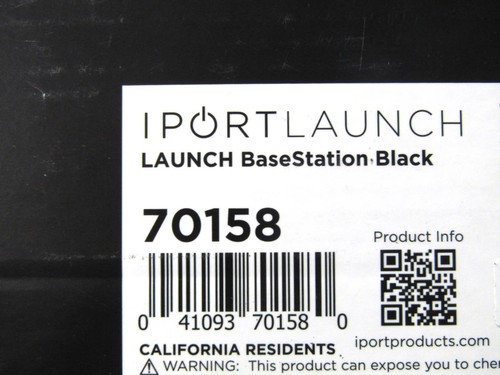 IPORTLAUNCH
LAUNCH BaseStation Black
70158
Product Info
0 41093 70158 0
iportproducts.com
CALIFORNIA RESIDENTS
WARNING: This product can expose you to